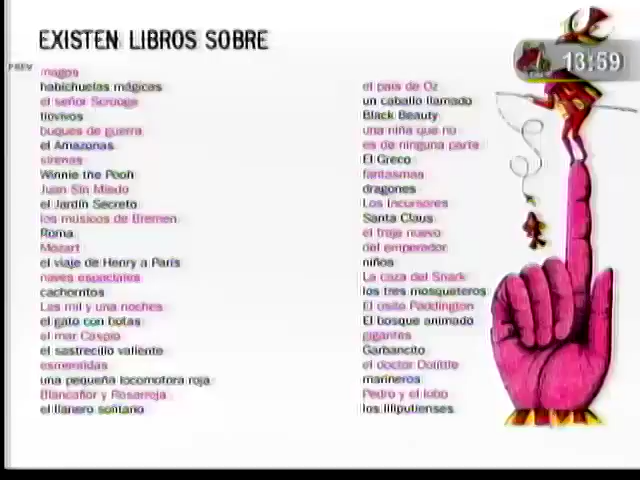 EXISTEN LIBROS SOBRE
PREV
13:59
magos
habichuelas mágicas
el señor Scrooge
tiovivos
buques de guerra
el Amazonas
sirenas
Winnie the Pooh
Juan Sin Miedo
el Jardín Secreto
los músicos de Bremen
Roma
Mozart
el viaje de Henry a París
naves espaciales
cachorritos
Las mil y una noches
el gato con botas
el mar Caspio
el sastrecillo valiente
esmeraldas
una pequeña locomotora roja
Blancaflor y Rosarroja
el llanero solitario
el país de Oz
un caballo llamado
Black Beauty
una niña que no
es de ninguna parte
El Greco
fantasmas
dragones
Los Incursores
Santa Claus
el traje nuevo
del emperador
niños
La caza del Snark
los tres mosqueteros
El osito Paddington
El bosque animado
gigantes
Garbancito
el doctor Dolittle
marineros
Pedro y el lobo
los liliputienses